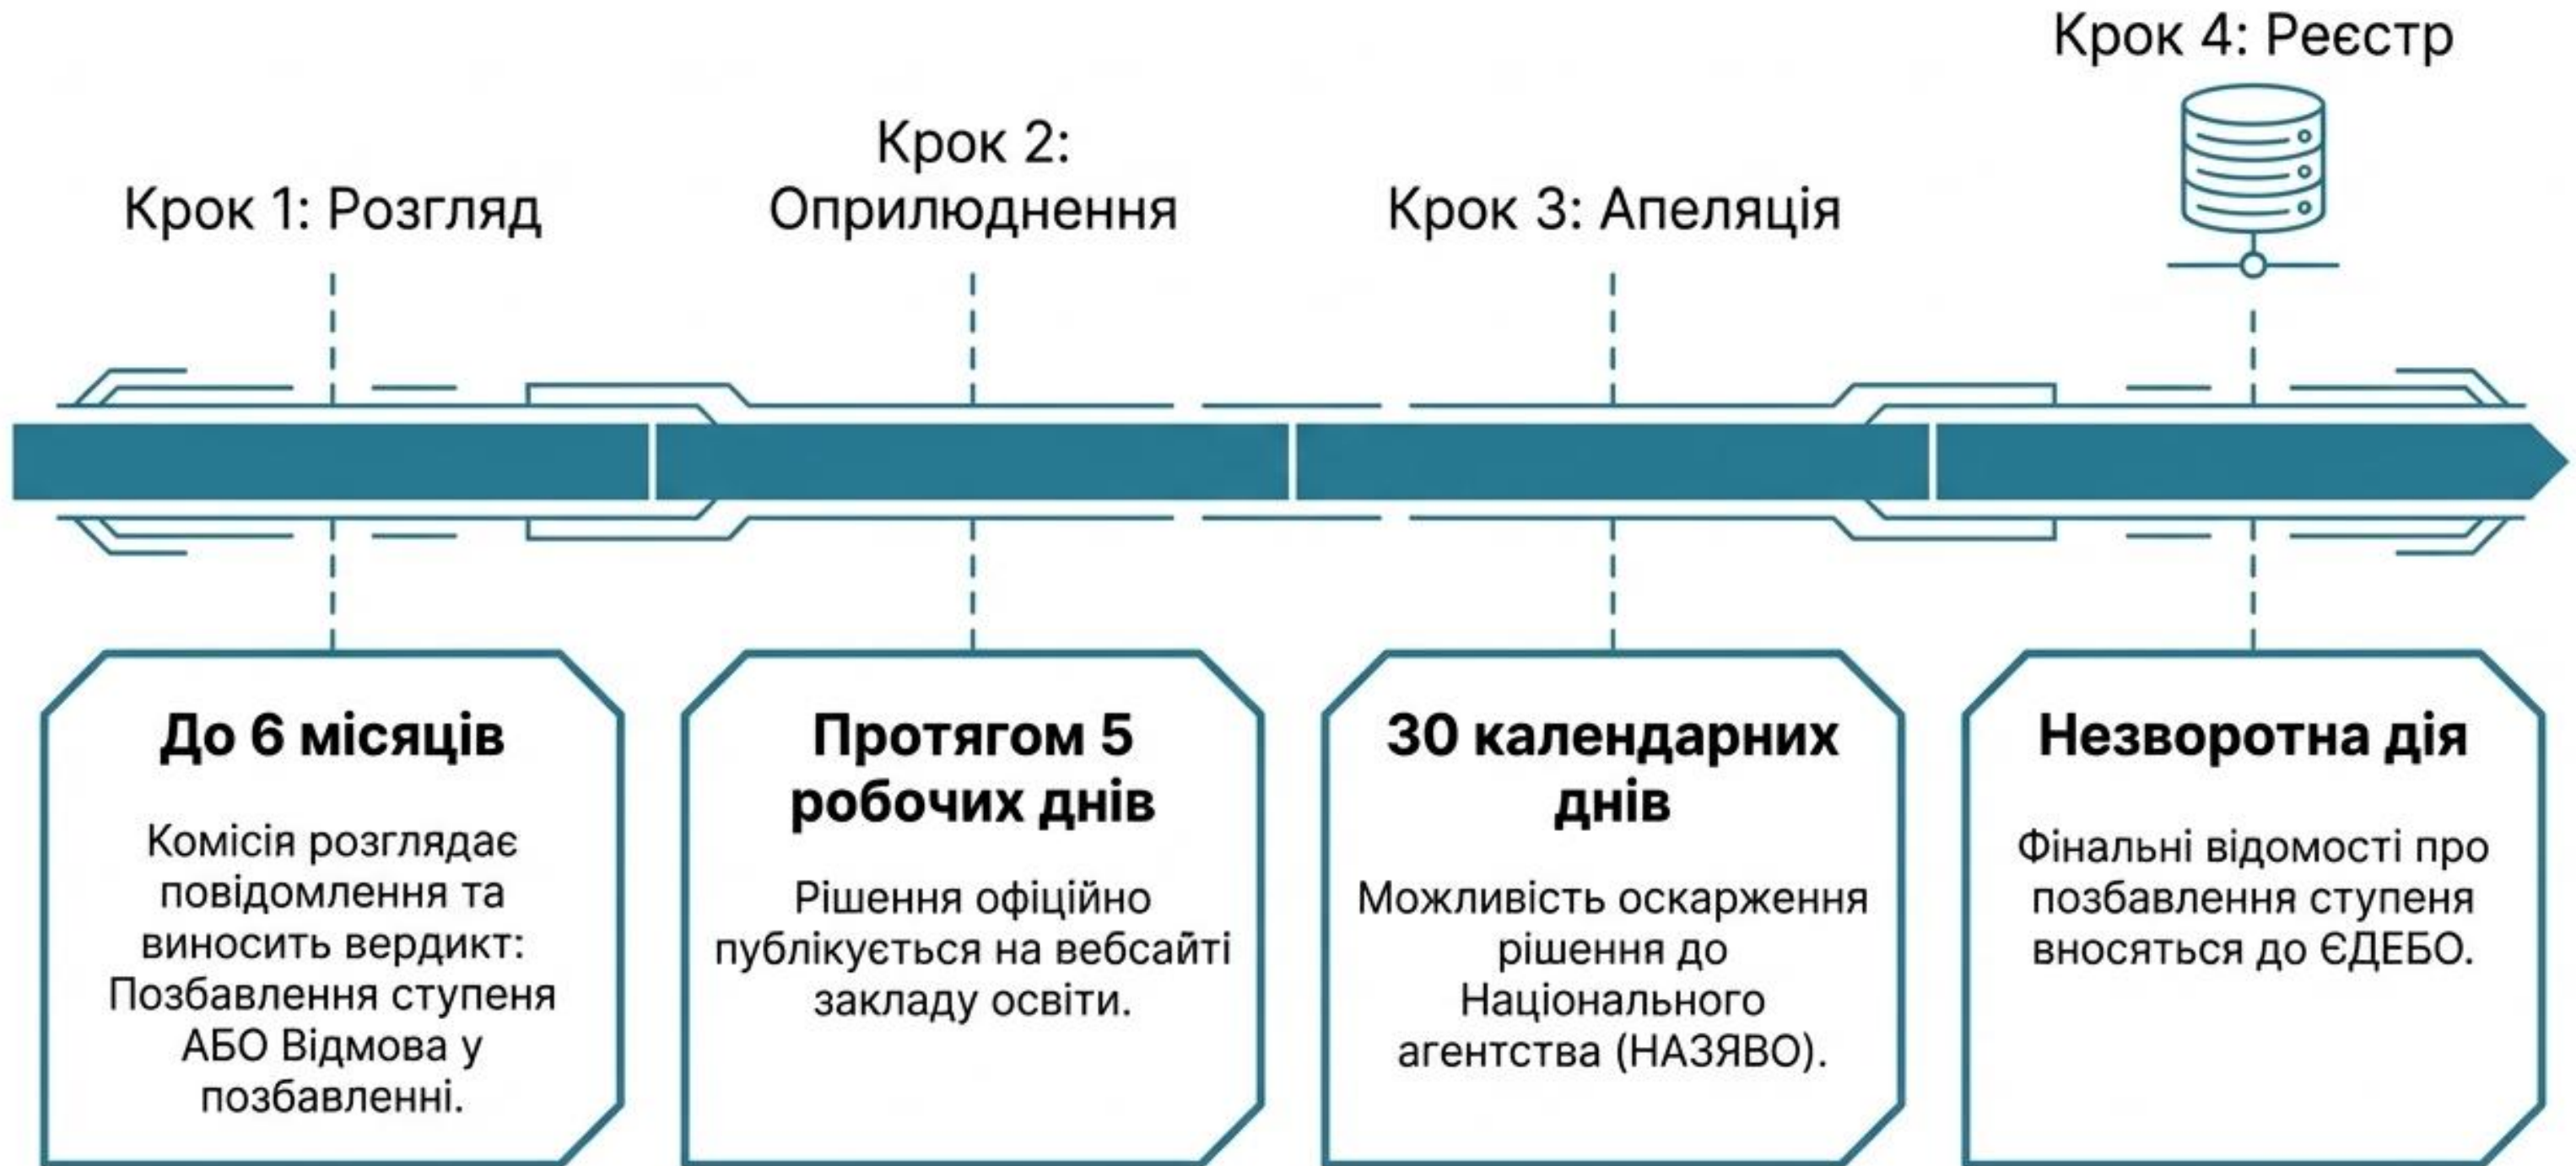 Крок 1: Розгляд
До 6 місяців
Комісія розглядає
повідомлення та
виносить вердикт:
Позбавлення ступеня
АБО Відмова у
позбавленні.
Крок 2:
Оприлюднення
Протягом 5
робочих днів
Рішення офіційно
публікується на вебсайті
закладу освіти.
Крок 3: Апеляція
30 календарних
днів
Можливість оскарження
рішення до
Національного
агентства (НАЗЯВО).
Крок 4: Реєстр
Незворотна дія
Фінальні відомості про
позбавлення ступеня
вносяться до ЄДЕБО.